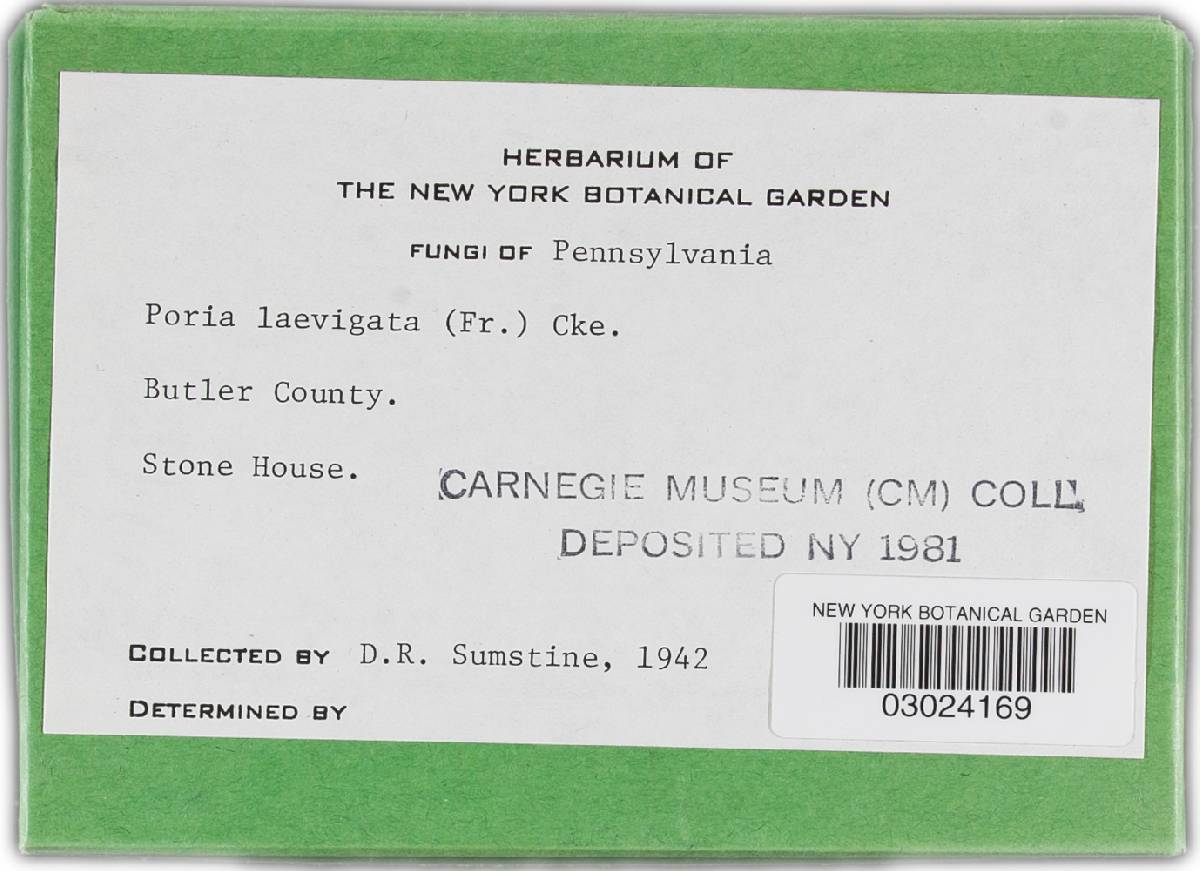 HERBARIUM OF
THE NEW YORK BOTANICAL GARDEN
FUNGI OF Pennsylvania
Poria laevigata (Fr.) Cke.
Butler County.
Stone House.
CARNEGIE MUSEUM (CM) COLL.
DEPOSITED NY 1981
NEW YORK BOTANICAL GARDEN
03024169
COLLECTED BY D.R. Sumstine, 1942
DETERMINED BY